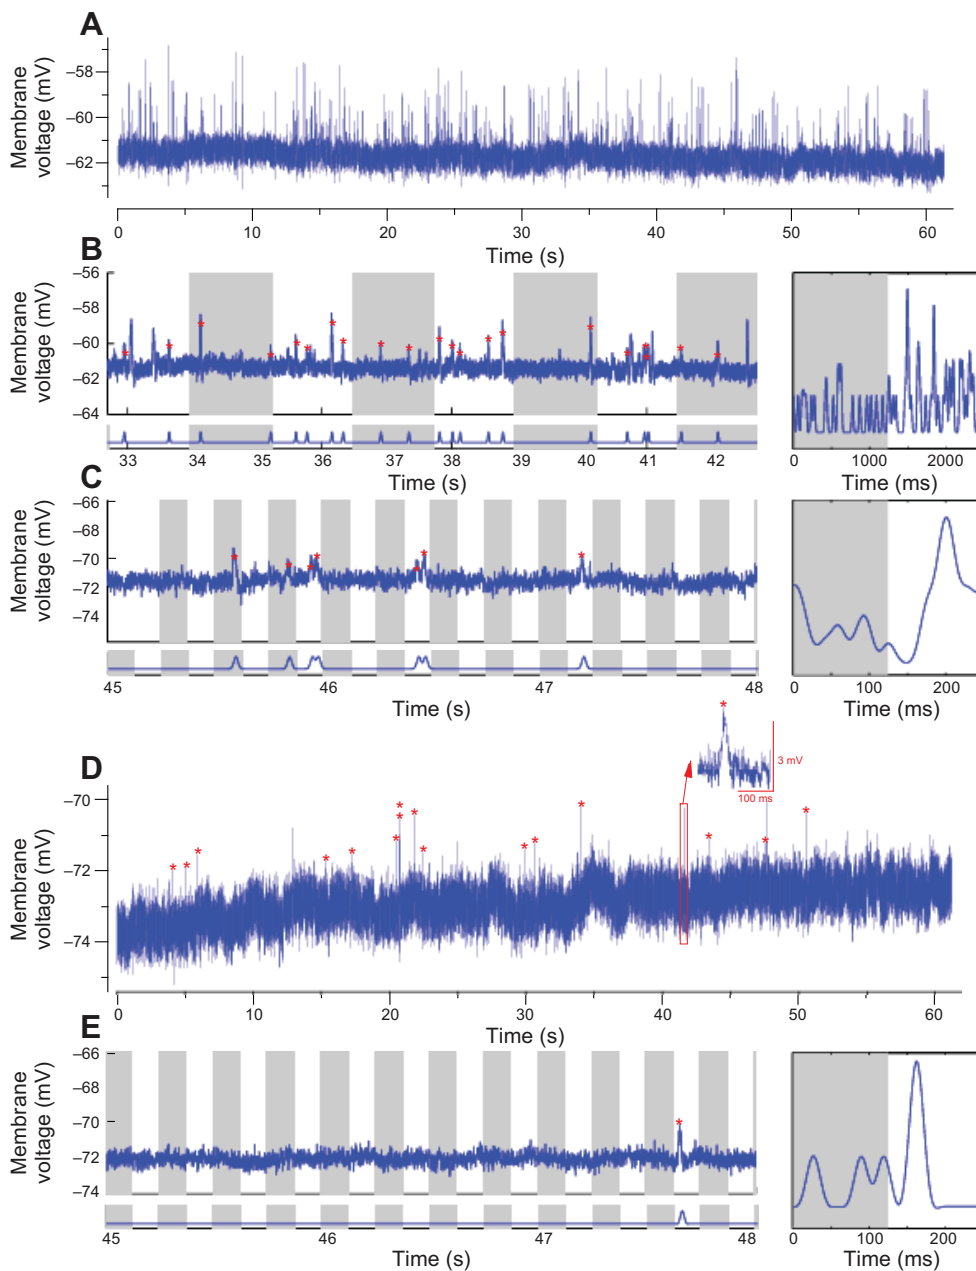 A
Membrane
voltage (mV)
–58
–60
–62
0 10 20 30 40 50 60
Time (s)
B
Membrane
voltage (mV)
–56
–58
–60
–62
–64
33 34 35 36 37 38 39 40 41 42
Time (s)
0 1000 2000
Time (ms)
C
Membrane
voltage (mV)
–66
–68
–70
–72
–74
45 46 47 48
Time (s)
0 100 200
Time (ms)
D
Membrane
voltage (mV)
–70
–72
–74
3 mV
100 ms
0 10 20 30 40 50 60
Time (s)
E
Membrane
voltage (mV)
–66
–68
–70
–72
–74
45 46 47 48
Time (s)
0 100 200
Time (ms)